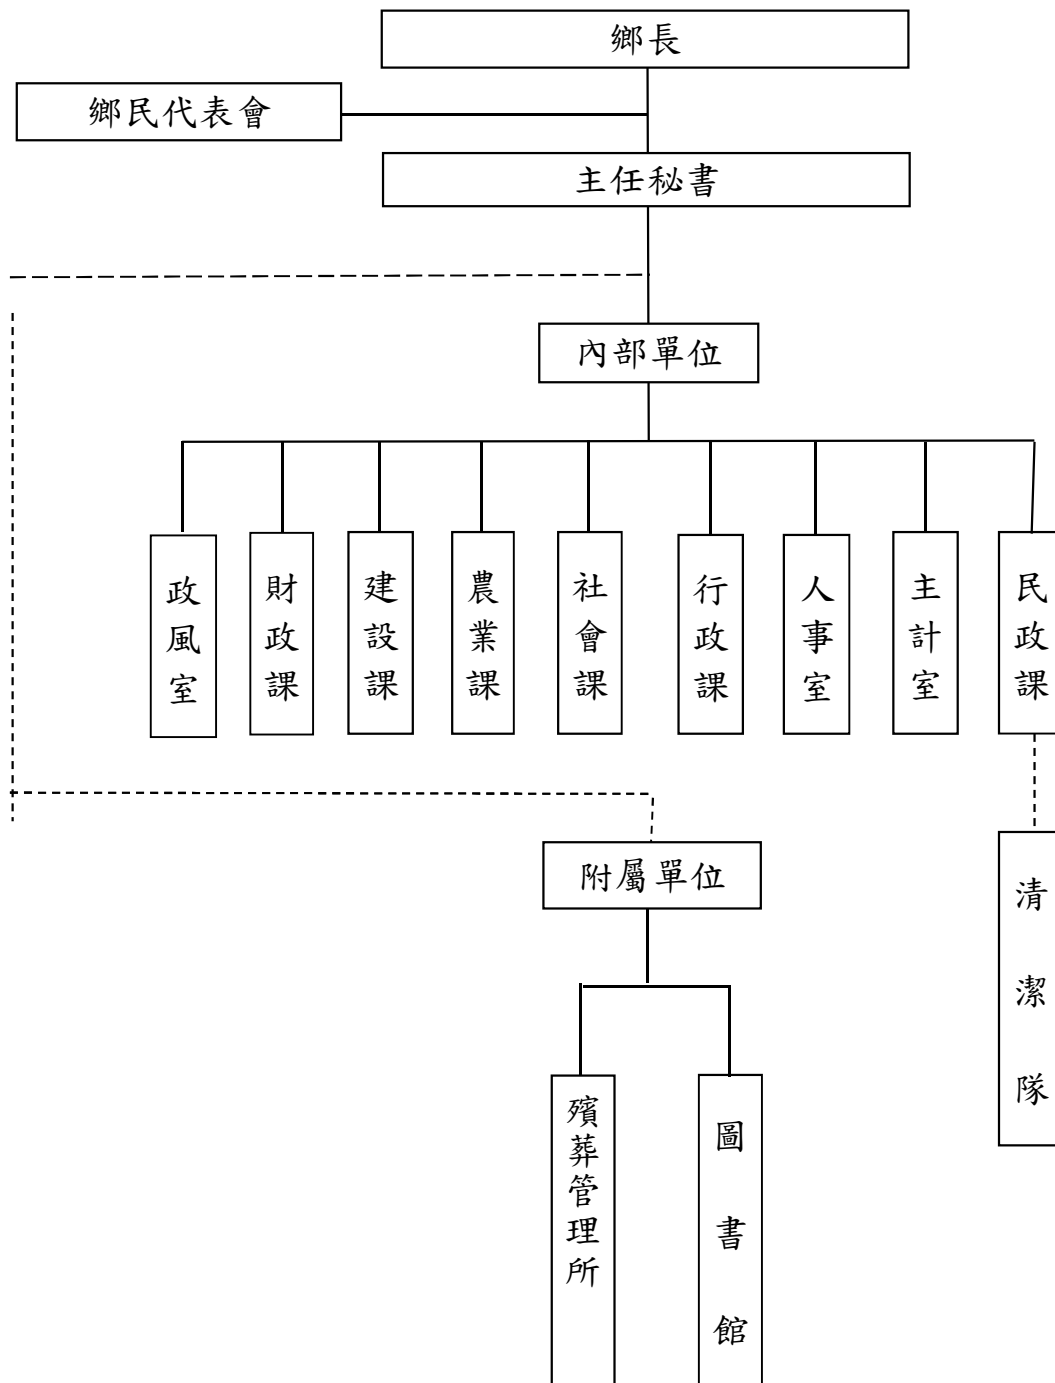 鄉長
鄉民代表會
主任秘書
內部單位
政風室
財政課
建設課
農業課
社會課
行政課
人事室
主計室
民政課
附屬單位
清潔隊
殯葬管理所
圖書館